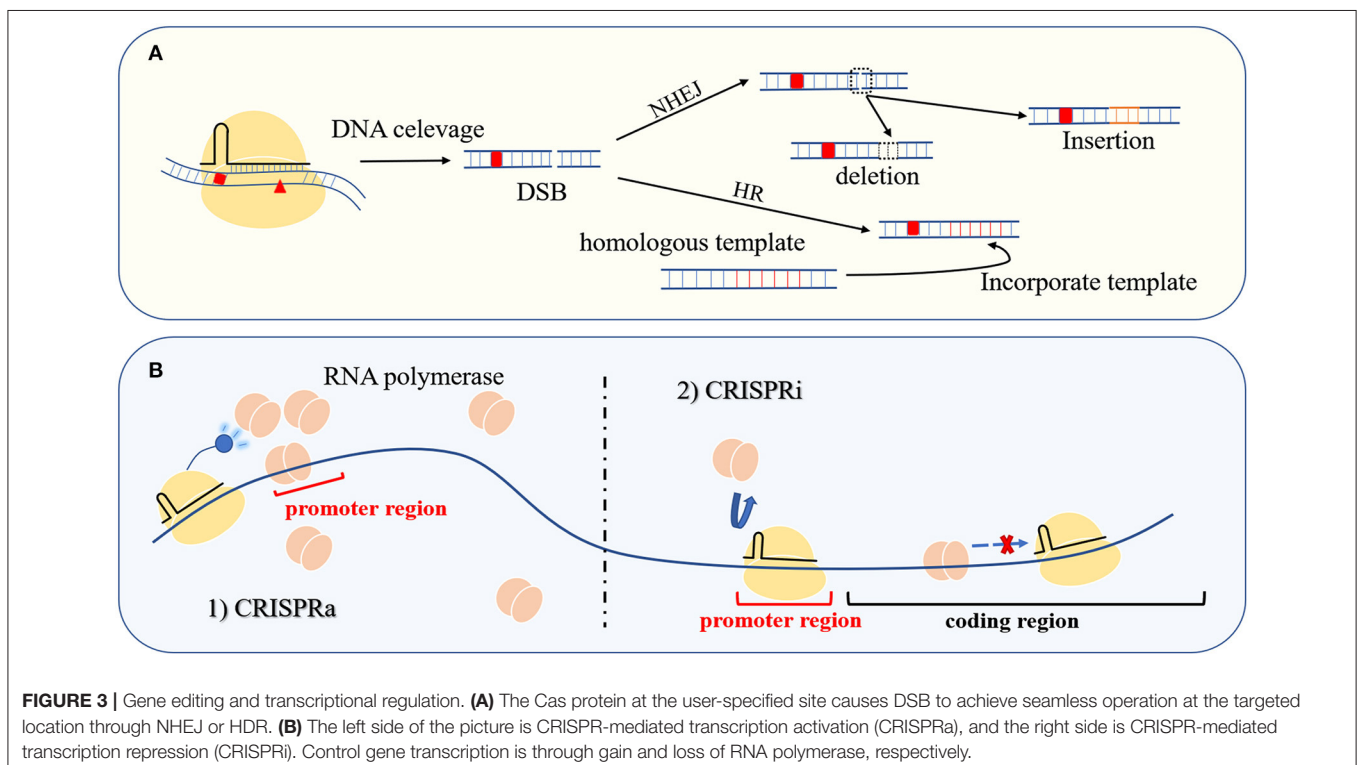 A
DNA celevage
DSB
NHEJ
deletion
Insertion
HR
homologous template
Incorporate template
B
RNA polymerase
promoter region
1) CRISPRa
2) CRISPRi
promoter region
coding region
FIGURE 3 | Gene editing and transcriptional regulation. (A) The Cas protein at the user-specified site causes DSB to achieve seamless operation at the targeted
location through NHEJ or HDR. (B) The left side of the picture is CRISPR-mediated transcription activation (CRISPRa), and the right side is CRISPR-mediated
transcription repression (CRISPRi). Control gene transcription is through gain and loss of RNA polymerase, respectively.